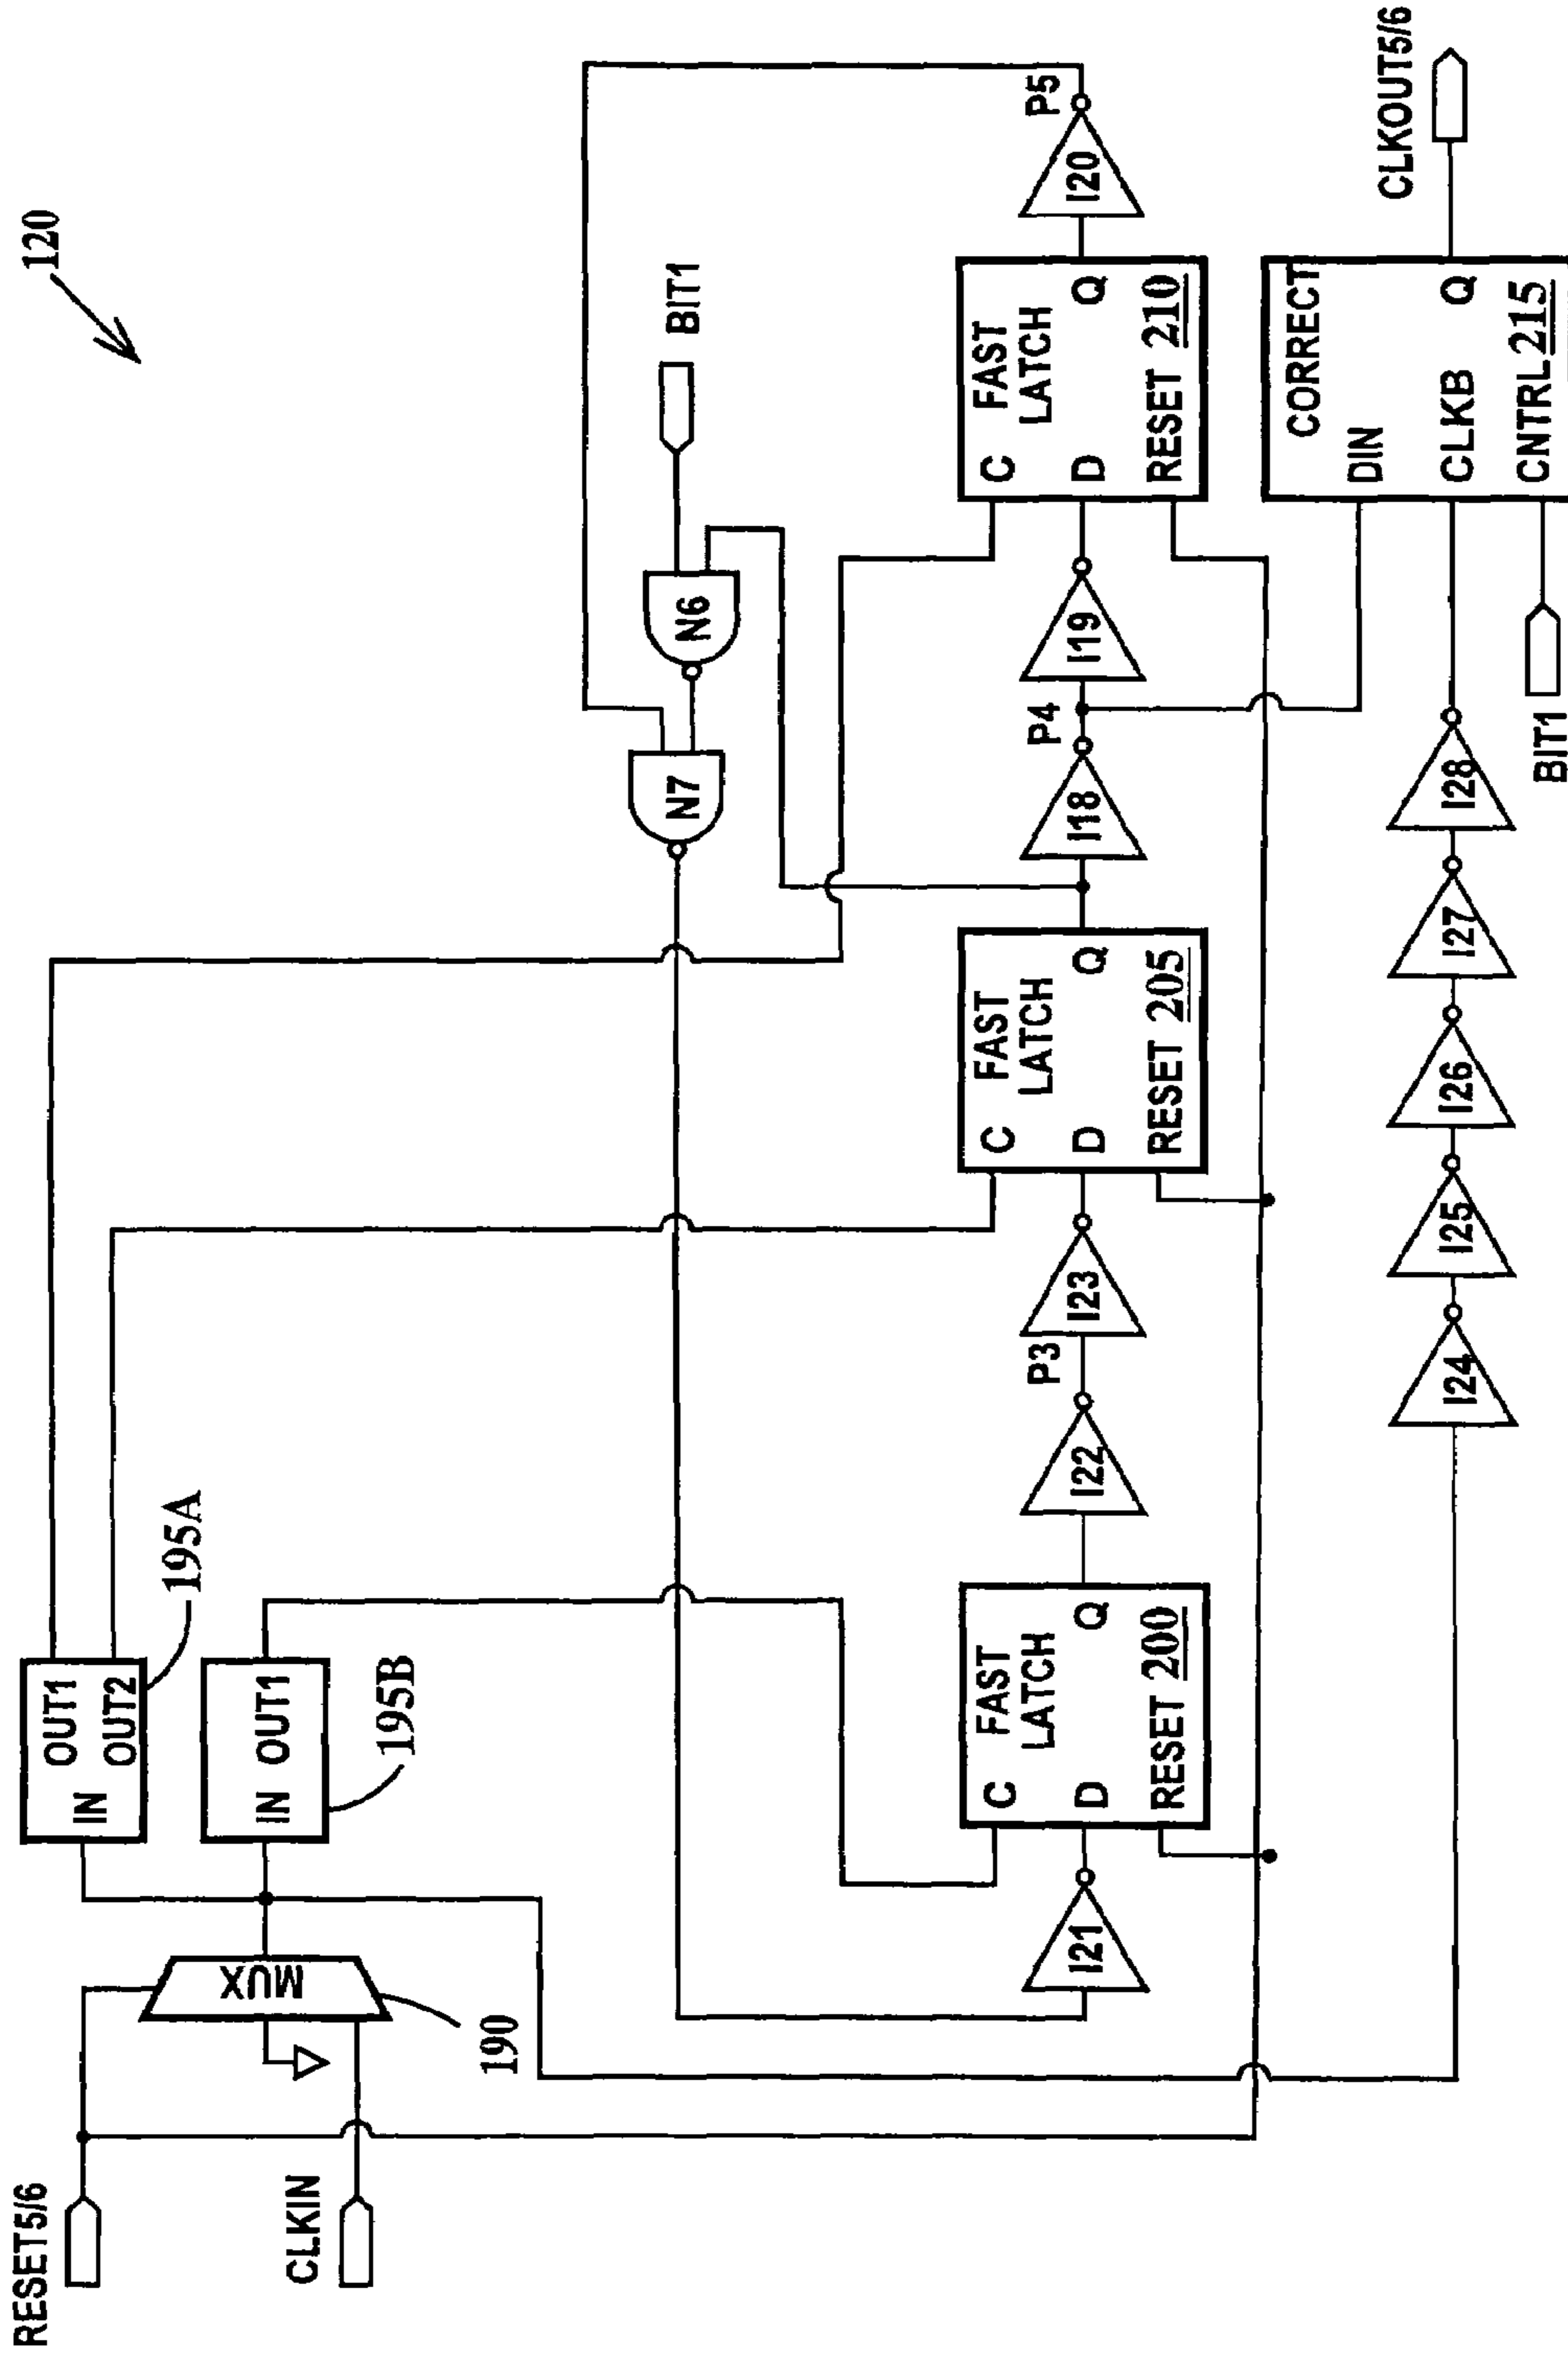 120
RESET5/6
CLKIN
MUX
190
IN
OUT1
OUT2
195A
IN OUT1
195B
BIT1
N7
N6
I21
C
FAST
LATCH
D
Q
RESET 200
I22
P3
I23
C
FAST
LATCH
D
Q
RESET 205
I18
P4
I19
C
FAST
LATCH
D
Q
RESET 210
I20
P5
I24
I25
I26
I27
I28
BIT1
CORRECT
DIN
CLKB
Q
CNTRL 215
CLKOUT5/6